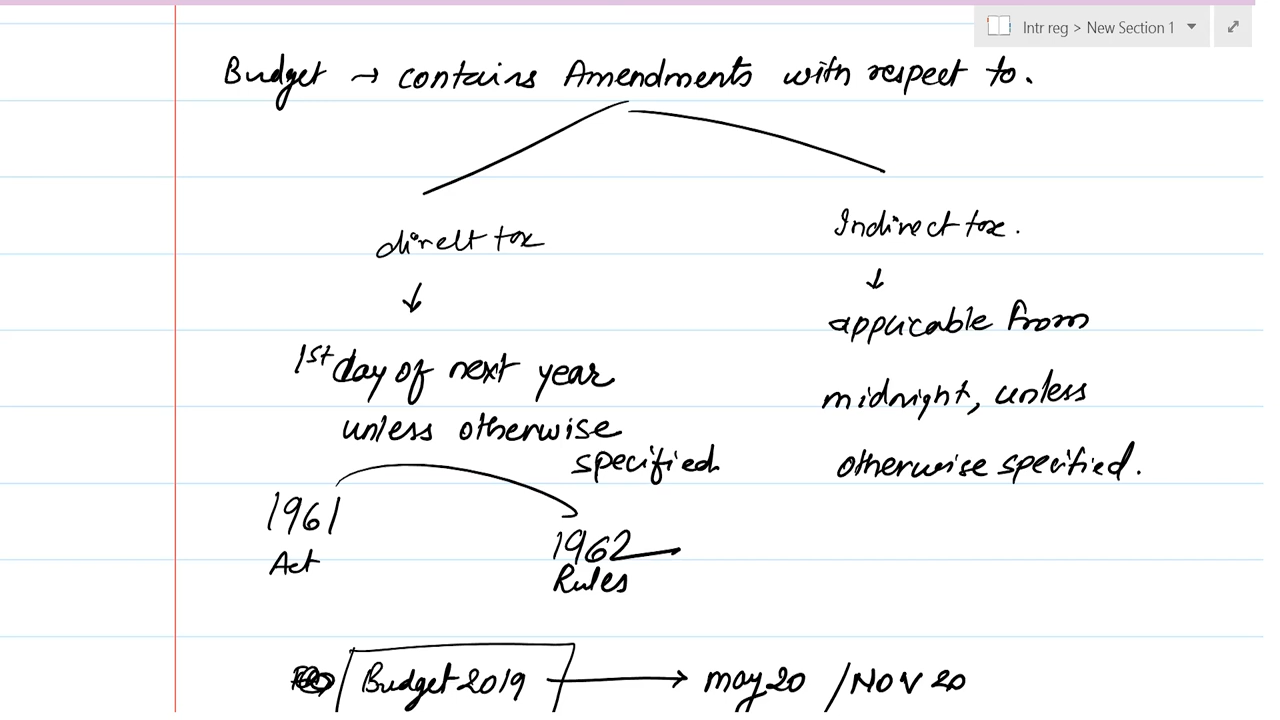 Intr reg > New Section 1
Budget → contains Amendments with respect to.
direct tax
Indirect tax.
↓
↓
applicable from
1st day of next year
midnight, unless
unless otherwise
specified
otherwise specified.
1961
Act
1962
Rules
Budget 2019 → may 20 / NOV 20